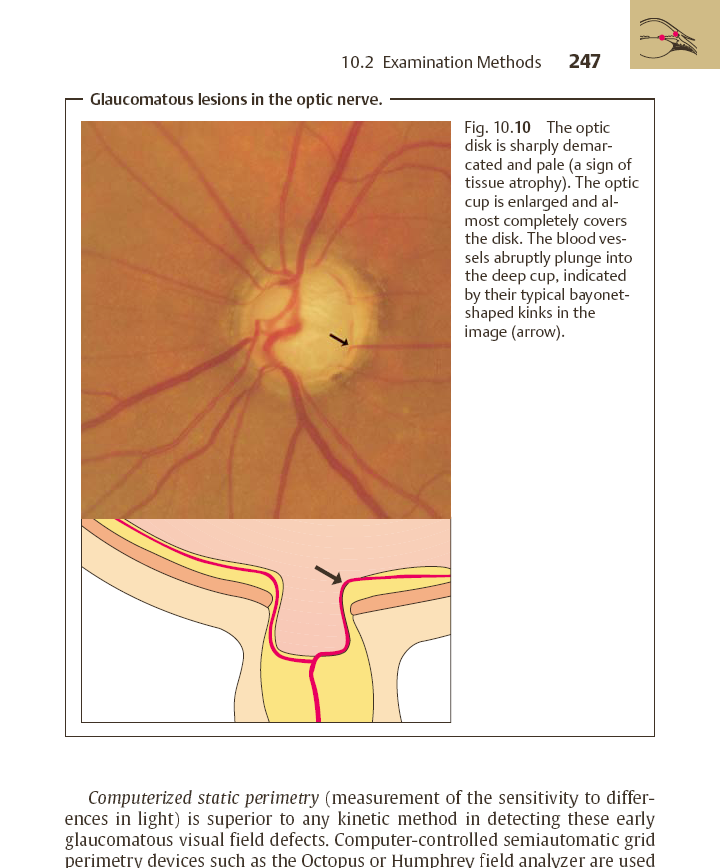 10.2 Examination Methods 247
Glaucomatous lesions in the optic nerve.
Fig. 10.10 The optic
disk is sharply demar-
cated and pale (a sign of
tissue atrophy). The optic
cup is enlarged and al-
most completely covers
the disk. The blood ves-
sels abruptly plunge into
the deep cup, indicated
by their typical bayonet-
shaped kinks in the
image (arrow).
Computerized static perimetry (measurement of the sensitivity to differ-
ences in light) is superior to any kinetic method in detecting these early
glaucomatous visual field defects. Computer-controlled semiautomatic grid
perimetry devices such as the Octopus or Humphrey field analyzer are used